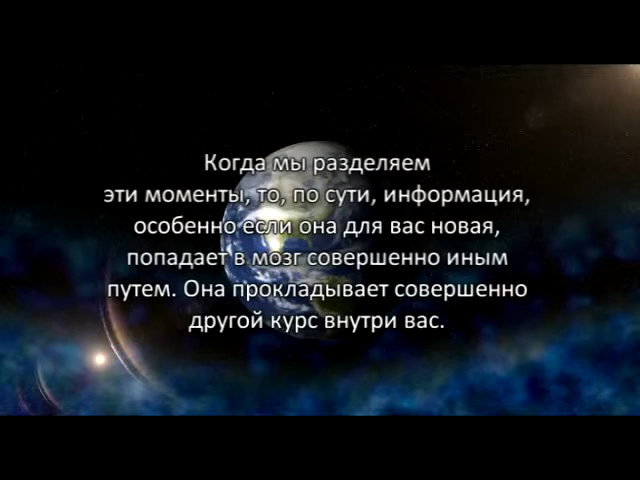 Когда мы разделяем
эти моменты, то, по сути, информация,
особенно если она для вас новая,
попадает в мозг совершенно иным
путем. Она прокладывает совершенно
другой курс внутри вас.